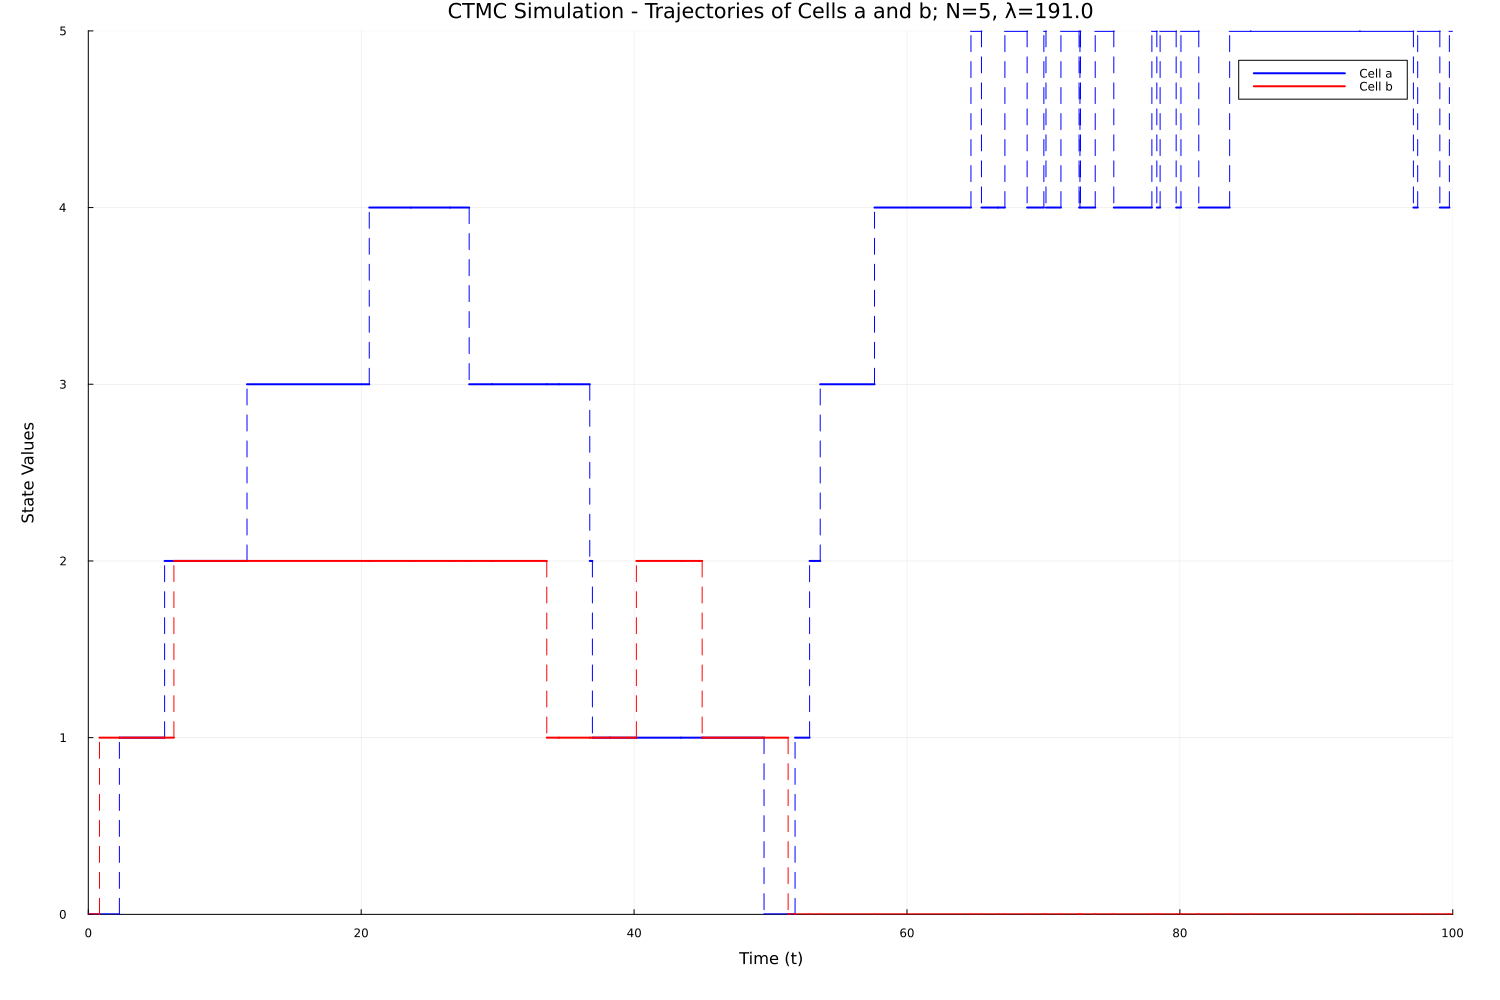 CTMC Simulation - Trajectories of Cells a and b; N=5, λ=191.0
5
4
3
2
1
0
State Values
Cell a
Cell b
0 20 40 60 80 100
Time (t)